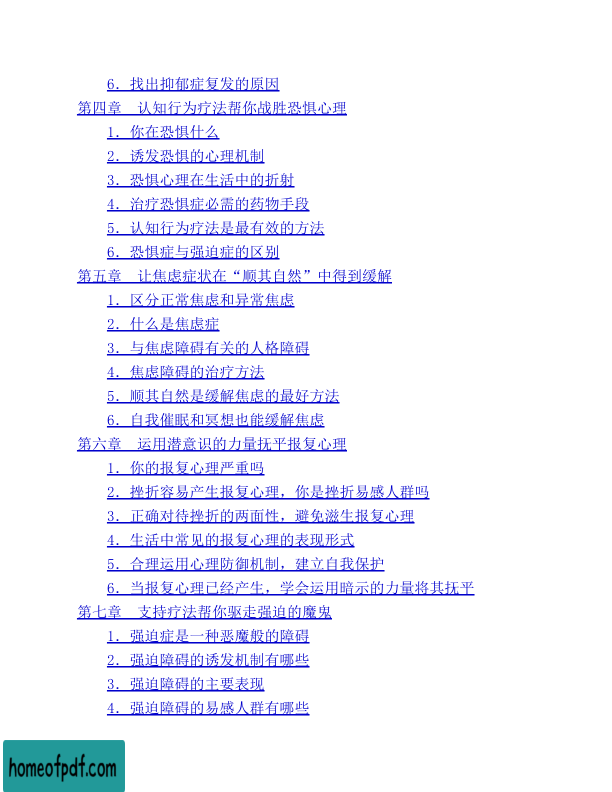 6．找出抑郁症复发的原因
第四章　认知行为疗法帮你战胜恐惧心理
1．你在恐惧什么
2．诱发恐惧的心理机制
3．恐惧心理在生活中的折射
4．治疗恐惧症必需的药物手段
5．认知行为疗法是最有效的方法
6．恐惧症与强迫症的区别
第五章　让焦虑症状在“顺其自然”中得到缓解
1．区分正常焦虑和异常焦虑
2．什么是焦虑症
3．与焦虑障碍有关的人格障碍
4．焦虑障碍的治疗方法
5．顺其自然是缓解焦虑的最好方法
6．自我催眠和冥想也能缓解焦虑
第六章　运用潜意识的力量抚平报复心理
1．你的报复心理严重吗
2．挫折容易产生报复心理，你是挫折易感人群吗
3．正确对待挫折的两面性，避免滋生报复心理
4．生活中常见的报复心理的表现形式
5．合理运用心理防御机制，建立自我保护
6．当报复心理已经产生，学会运用暗示的力量将其抚平
第七章　支持疗法帮你驱走强迫的魔鬼
1．强迫症是一种恶魔般的障碍
2．强迫障碍的诱发机制有哪些
3．强迫障碍的主要表现
4．强迫障碍的易感人群有哪些
homeofpdf.com